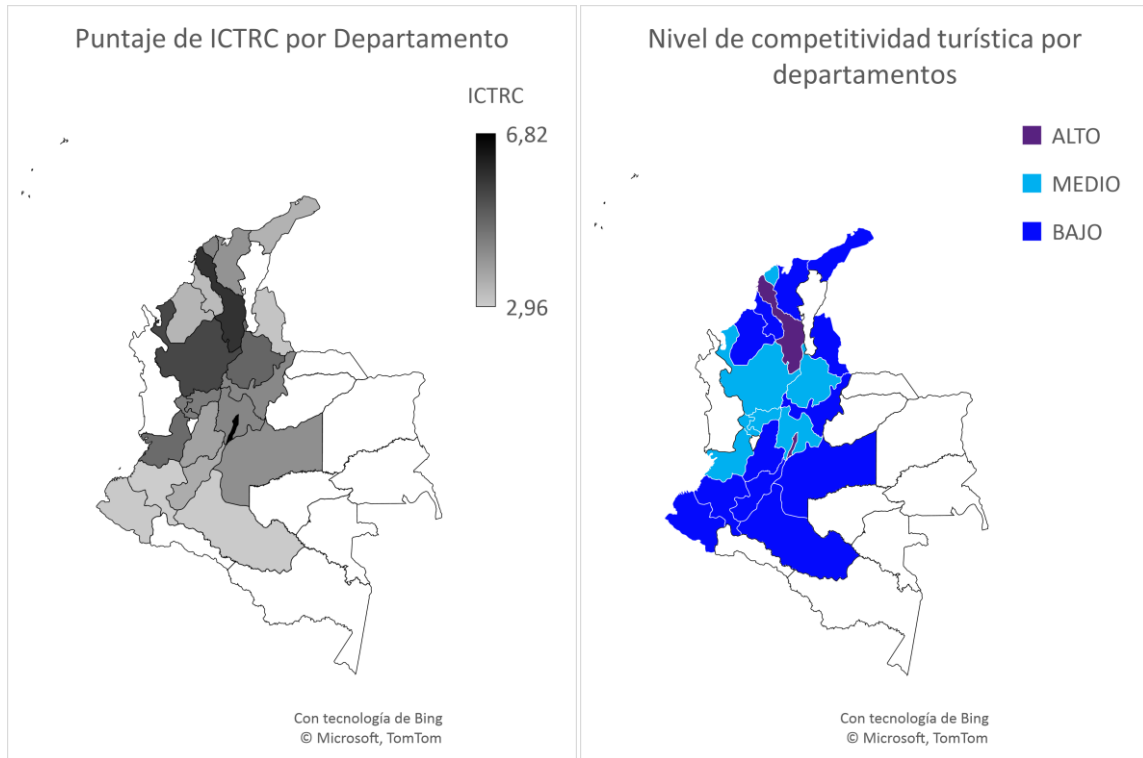 Puntaje de ICTRC por Departamento
ICTRC
6,82
2,96
Con tecnología de Bing
© Microsoft, TomTom
Nivel de competitividad turística por
departamentos
ALTO
MEDIO
BAJO
Con tecnología de Bing
© Microsoft, TomTom